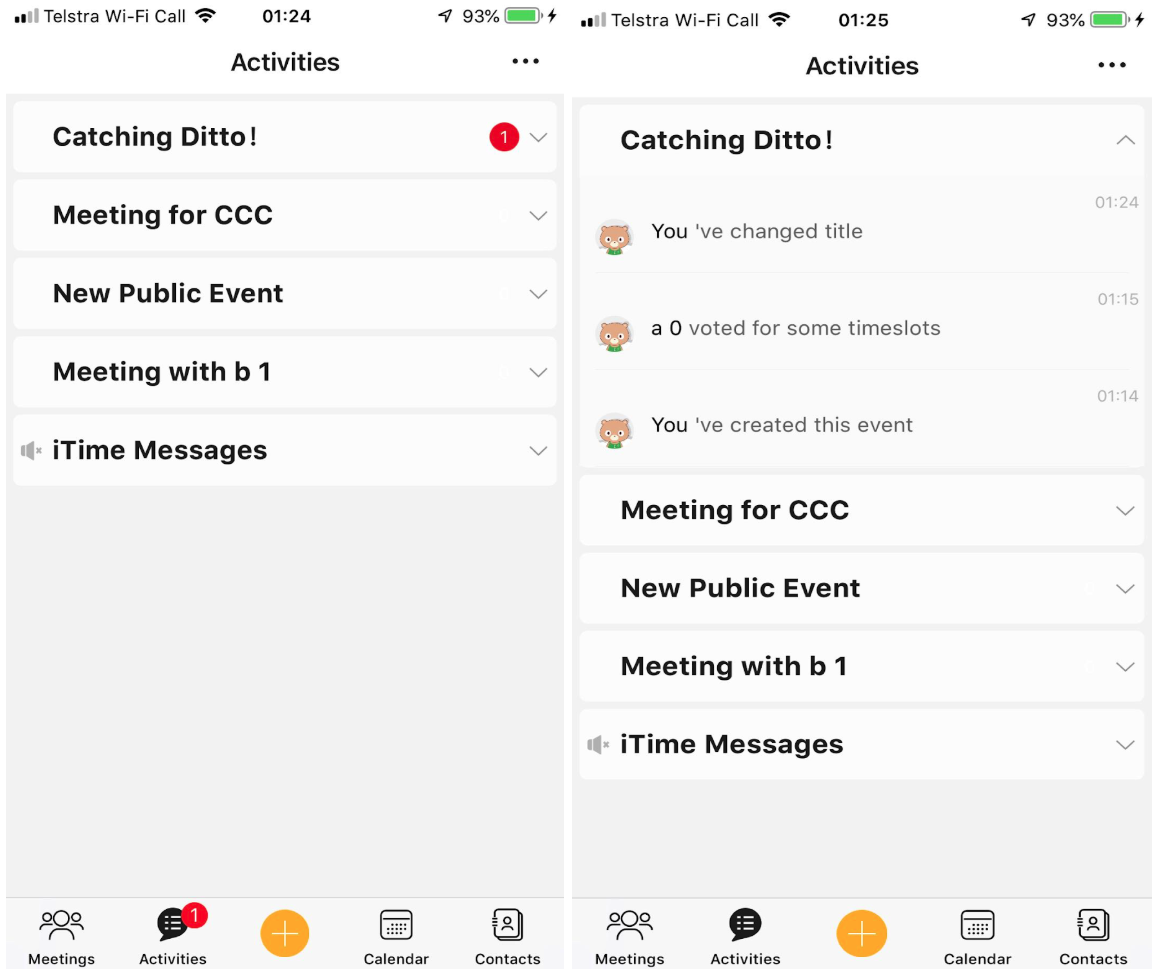 Telstra Wi-Fi Call 01:24 93%
Activities
Catching Ditto!
1
Meeting for CCC
New Public Event
Meeting with b 1
iTime Messages
1
Meetings Activities Calendar Contacts
Telstra Wi-Fi Call 01:25 93%
Activities
Catching Ditto!
01:24
You 've changed title
01:15
a 0 voted for some timeslots
01:14
You 've created this event
Meeting for CCC
New Public Event
Meeting with b 1
iTime Messages
Meetings Activities Calendar Contacts